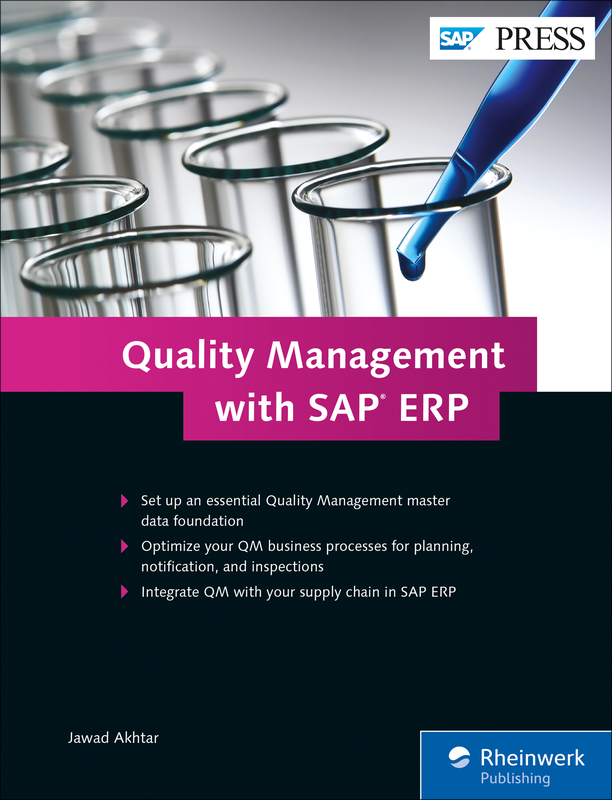 SAP® PRESS
Quality Management
with SAP® ERP
Set up an essential Quality Management master
data foundation
Optimize your QM business processes for planning,
notification, and inspections
Integrate QM with your supply chain in SAP ERP
Jawad Akhtar
Rheinwerk
Publishing